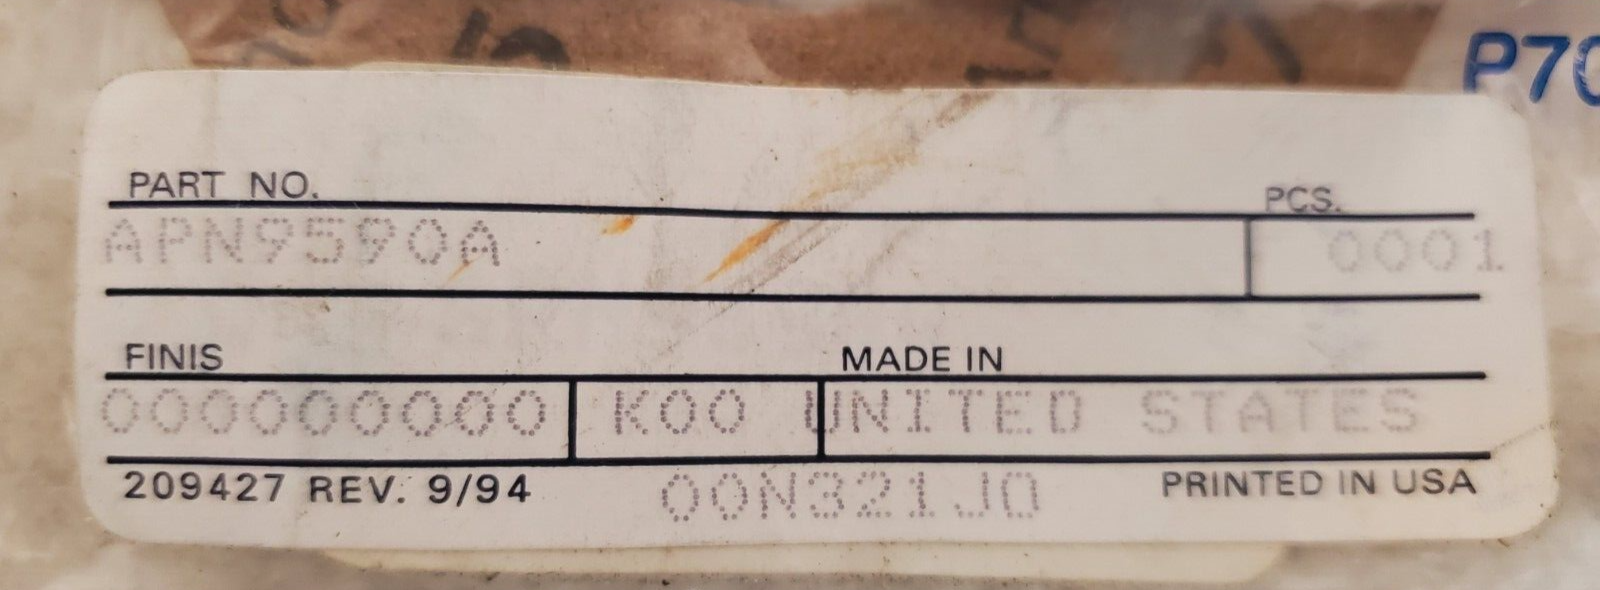 P70
PART NO. PCS.
APN9590A 0001
FINIS MADE IN
000000000 K00 UNITED STATES
209427 REV. 9/94 00N321J0 PRINTED IN USA